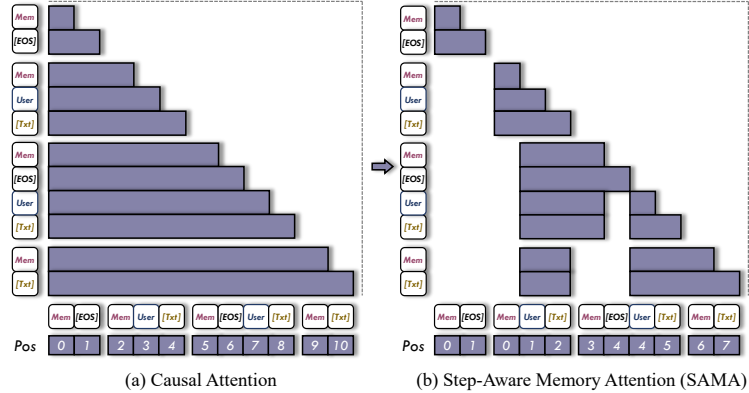 Mem
[EOS]
Mem
User
[Txt]
Mem
[EOS]
User
[Txt]
Mem
[Txt]
Mem [EOS] Mem User [Txt] Mem [EOS] User [Txt] Mem [Txt]
Pos 0 1 2 3 4 5 6 7 8 9 10
(a) Causal Attention
Mem
[EOS]
Mem
User
[Txt]
Mem
[EOS]
User
[Txt]
Mem
[Txt]
Mem [EOS] Mem User [Txt] Mem [EOS] User [Txt] Mem [Txt]
Pos 0 1 0 1 2 3 4 4 5 6 7
(b) Step-Aware Memory Attention (SAMA)